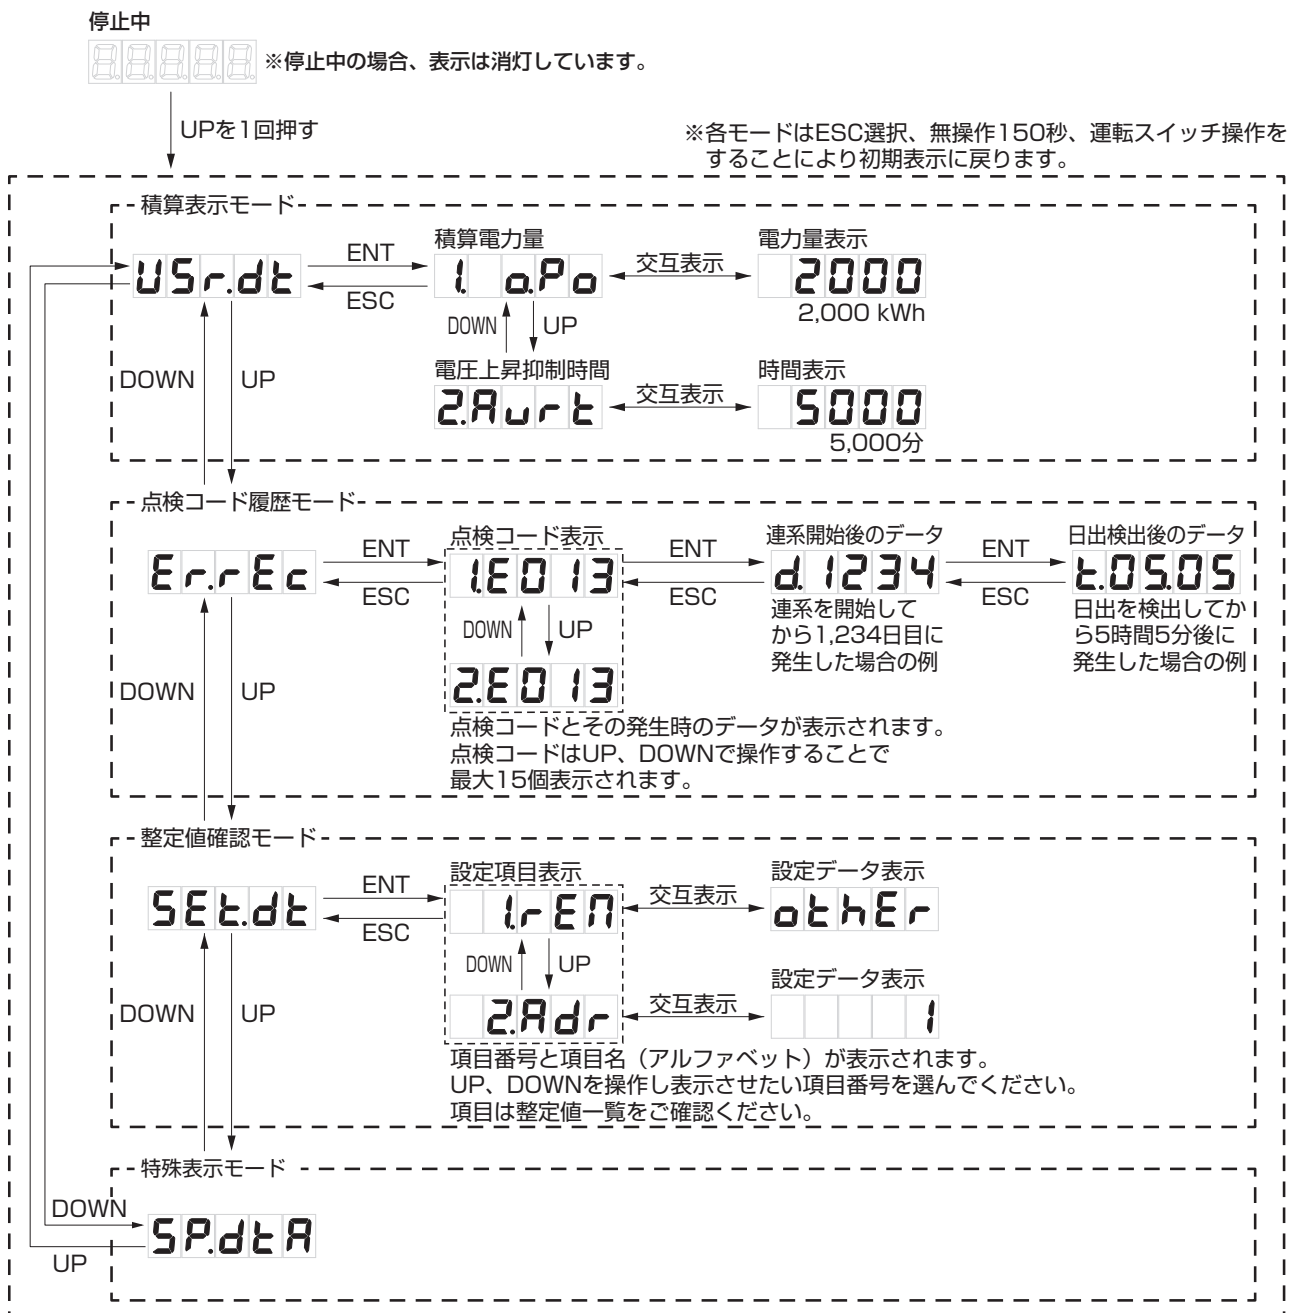 停止中
8.8.8.8.8.
※停止中の場合、表示は消灯しています。
UPを1回押す
※各モードはESC選択、無操作150秒、運転スイッチ操作を
することにより初期表示に戻ります。
積算表示モード
積算電力量
電力量表示
USr.dt
ENT
ESC
1. o.Po
交互表示
2000
2,000 kWh
DOWN
UP
DOWN
UP
電圧上昇抑制時間
時間表示
2.Avrt
交互表示
5000
5,000分
点検コード履歴モード
点検コード表示
連系開始後のデータ
日出検出後のデータ
Er.rEc
ENT
ESC
1.E013
ENT
ESC
d.1234
ENT
ESC
t.05.05
DOWN
UP
連系を開始して
から1,234日目に
発生した場合の例
日出を検出してか
ら5時間5分後に
発生した場合の例
2.E013
DOWN
UP
点検コードとその発生時のデータが表示されます。
点検コードはUP、DOWNで操作することで
最大15個表示されます。
整定値確認モード
設定項目表示
設定データ表示
SEt.dt
ENT
ESC
1.rEM
交互表示
othEr
DOWN
UP
設定データ表示
2.Adr
交互表示
1
DOWN
UP
項目番号と項目名（アルファベット）が表示されます。
UP、DOWNを操作し表示させたい項目番号を選んでください。
項目は整定値一覧をご確認ください。
特殊表示モード
DOWN
SP.dtA
UP